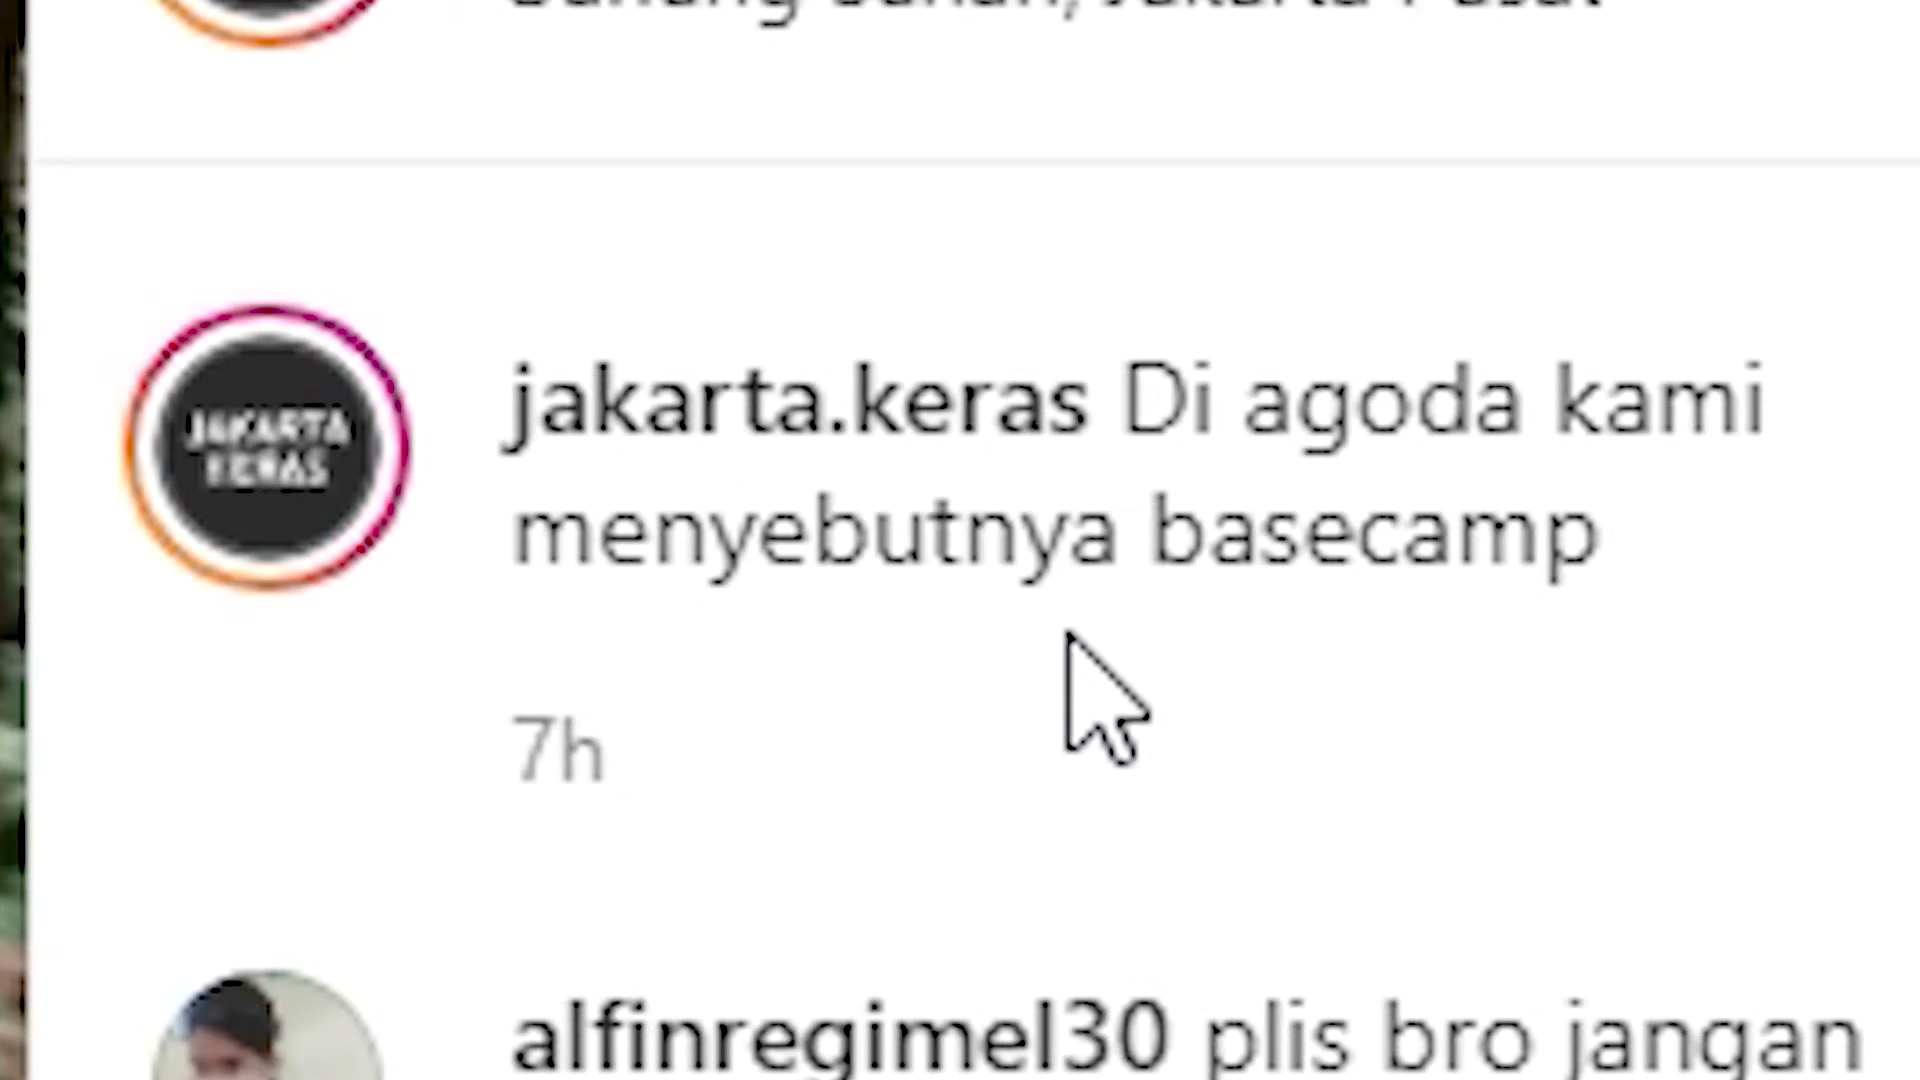 jakarta.keras Di agoda kami
menyebutnya basecamp
JAKARTA
KERAS
7h
alfinregimel30 plis bro jangan